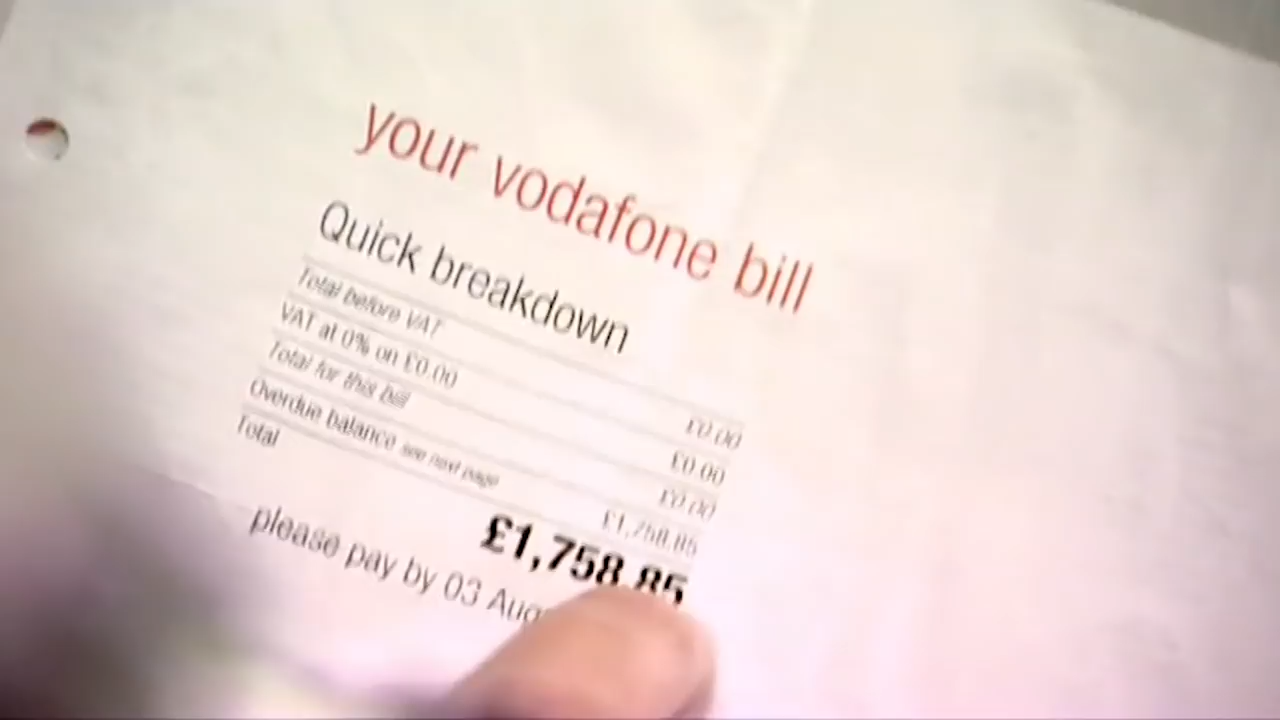 your vodafone bill
Quick breakdown
Total before VAT £0.00
VAT at 0% on £0.00 £0.00
Total for this bill £0.00
Overdue balance see next page £1,758.85
Total £1,758.85
please pay by 03 Aug